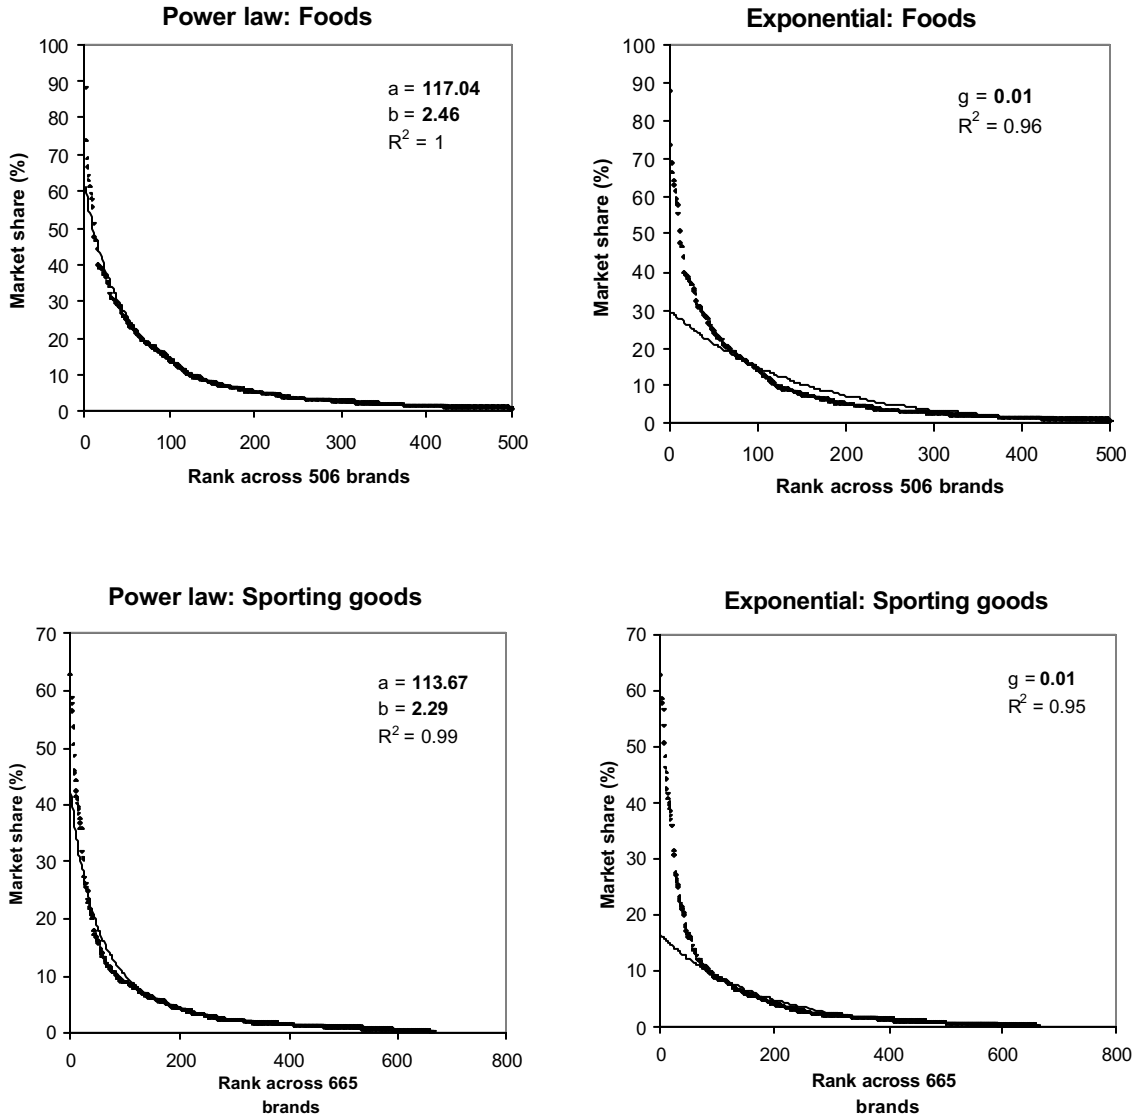 Power law: Foods
100
90
80
70
60
50
40
30
20
10
0
Market share (%)
a = 117.04
b = 2.46
R² = 1
0 100 200 300 400 500
Rank across 506 brands
Exponential: Foods
100
90
80
70
60
50
40
30
20
10
0
Market share (%)
g = 0.01
R² = 0.96
0 100 200 300 400 500
Rank across 506 brands
Power law: Sporting goods
70
60
50
40
30
20
10
0
Market share (%)
a = 113.67
b = 2.29
R² = 0.99
0 200 400 600 800
Rank across 665
brands
Exponential: Sporting goods
70
60
50
40
30
20
10
0
Market share (%)
g = 0.01
R² = 0.95
0 200 400 600 800
Rank across 665
brands